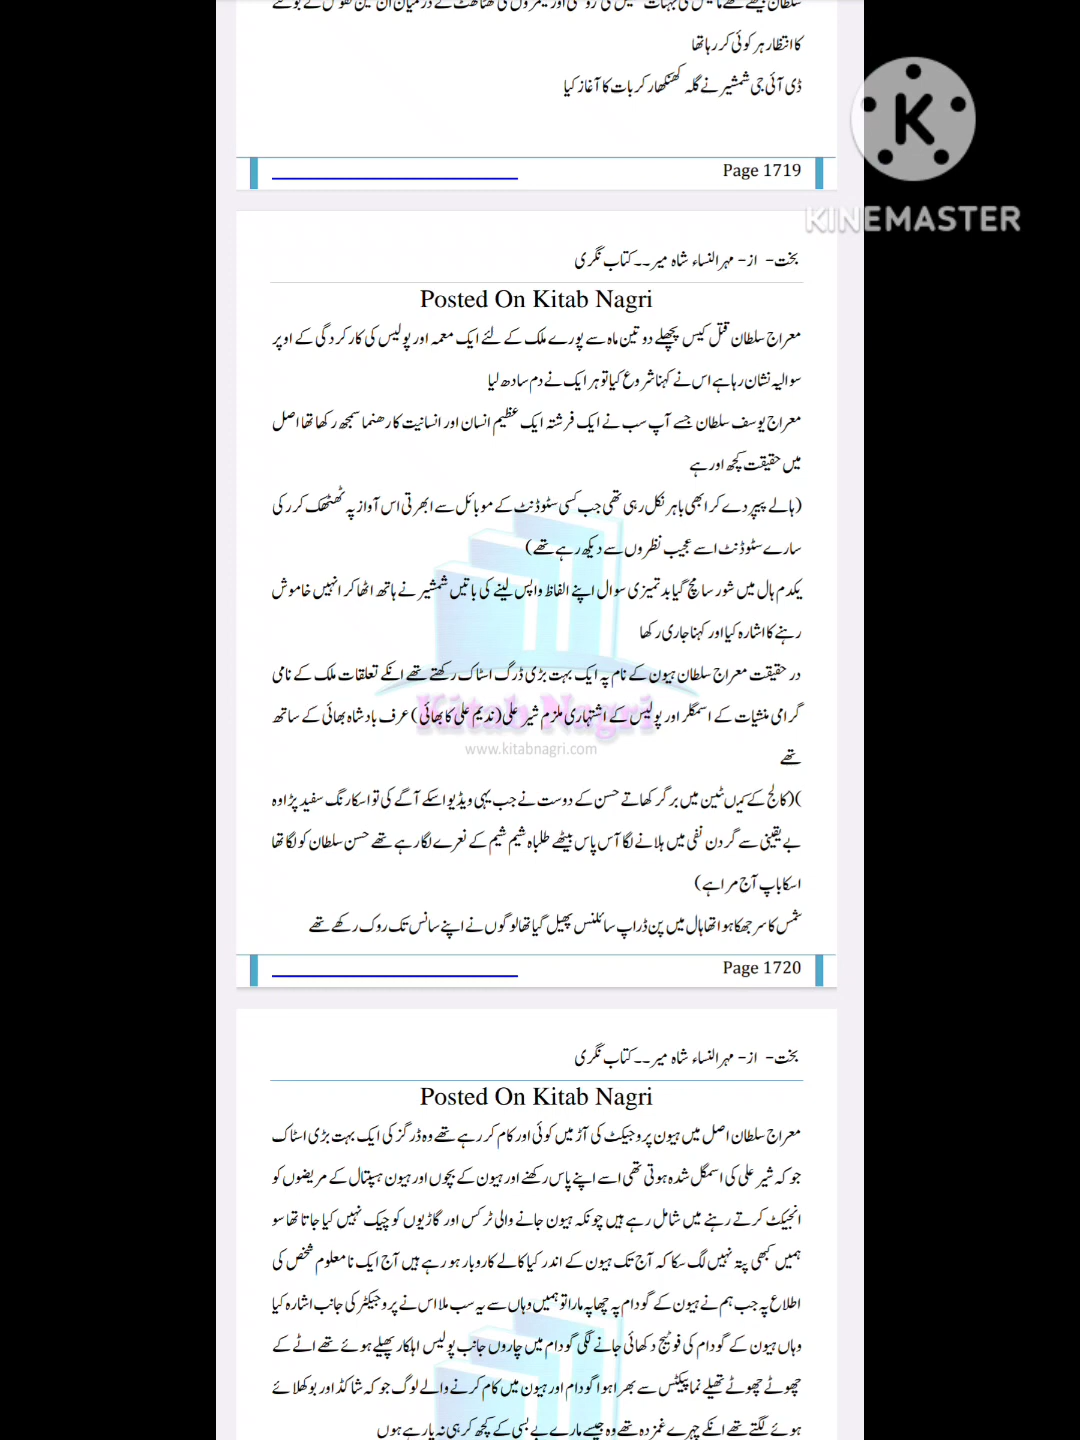 کا انتظار ہر کوئی کر رہا تھا
ڈی آئی جی شمشیر نے گلہ کھنکھار کر بات کا آغاز کیا
Page 1719
KINEMASTER
بخت- از- مہرالنساء شاہ میر۔۔کتاب نگری
Posted On Kitab Nagri
معراج سلطان قتل کیس پچھلے دو تین ماہ سے پورے ملک کے لئے ایک معمہ اور پولیس کی کارکردگی کے اوپر
سوالیہ نشان رہا ہے اس نے کہنا شروع کیا تو ہر ایک نے دم سادھ لیا
معراج یوسف سلطان جسے آپ سب نے ایک فرشتہ ایک عظیم انسان اور انسانیت کا رھنما سمجھ رکھا تھا اصل
میں حقیقت کچھ اور ہے
(ہالے پیپر دے کر ابھی باہر نکل رہی تھی جب کسی سٹوڈنٹ کے موبائل سے ابھرتی اس آواز پہ ٹھٹھک کر رکی
سارے سٹوڈنٹ اسے عجیب نظروں سے دیکھ رہے تھے)
یکدم ہال میں شور سا مچ گیا بدتمیزی سوال اپنے الفاظ واپس لینے کی باتیں شمشیر نے ہاتھ اٹھا کر انہیں خاموش
رہنے کا اشارہ کیا اور کہنا جاری رکھا
در حقیقت معراج سلطان ہیون کے نام پہ ایک بہت بڑی ڈرگ اسٹاک رکھتے تھے انکے تعلقات ملک کے نامی
گرامی منشیات کے اسمگلر اور پولیس کے اشتہاری ملزم شیر علی (ندیم علی کا بھائی) عرف بادشاہ بھائی کے ساتھ
تھے
Kitab Nagri
www.kitabnagri.com
)(کالج کے کیںٹین میں برگر کھاتے حسن کے دوست نے جب یہی ویڈیو اسکے آگے کی تو اسکا رنگ سفید پڑا وہ
بے یقینی سے گردن نفی میں ہلانے لگا آس پاس بیٹھے طلباہ شیم شیم کے نعرے لگا رہے تھے حسن سلطان کو لگا تھا
اسکا باپ آج مرا ہے)
شمس کا سر جھکا ہوا تھا ہال میں پن ڈراپ سائلنس پھیل گیا تھا لوگوں نے اپنے سانس تک روک رکھے تھے
Page 1720
بخت- از- مہرالنساء شاہ میر۔۔کتاب نگری
Posted On Kitab Nagri
معراج سلطان اصل میں ہیون پروجیکٹ کی آڑ میں کوئی اور کام کر رہے تھے وہ ڈرگز کی ایک بہت بڑی اسٹاک
جو کہ شیر علی کی اسمگل شدہ ہوتی تھی اسے اپنے پاس رکھنے اور ہیون کے بچوں اور ہیون ہسپتال کے مریضوں کو
انجیکٹ کرتے رہنے میں شامل رہے ہیں چونکہ ہیون جانے والی ٹرکس اور گاڑیوں کو چیک نہیں کیا جاتا تھا سو
ہمیں کبھی پتہ نہیں لگ سکا کہ آج تک ہیون کے اندر کیا کالے کاروبار ہو رہے ہیں آج ایک نامعلوم شخص کی
اطلاع پہ جب ہم نے ہیون کے گودام پہ چھاپہ مارا تو ہمیں وہاں سے یہ سب ملا اس نے پروجیکٹر کی جانب اشارہ کیا
وہاں ہیون کے گودام کی فوٹیج دکھائی جانے لگی گودام میں چاروں جانب پولیس اہلکار پھیلے ہوئے تھے اٹے کے
چھوٹے چھوٹے تھیلے نما پیکٹس سے بھرا ہوا گودام اور ہیون میں کام کرنے والے لوگ جو کہ شاکڈ اور بوکھلائے
ہوئے لگتے تھے انکے چہرے غمزدہ تھے وہ جیسے مارے بے بسی کے کچھ کر ہی نہ پا رہے ہوں